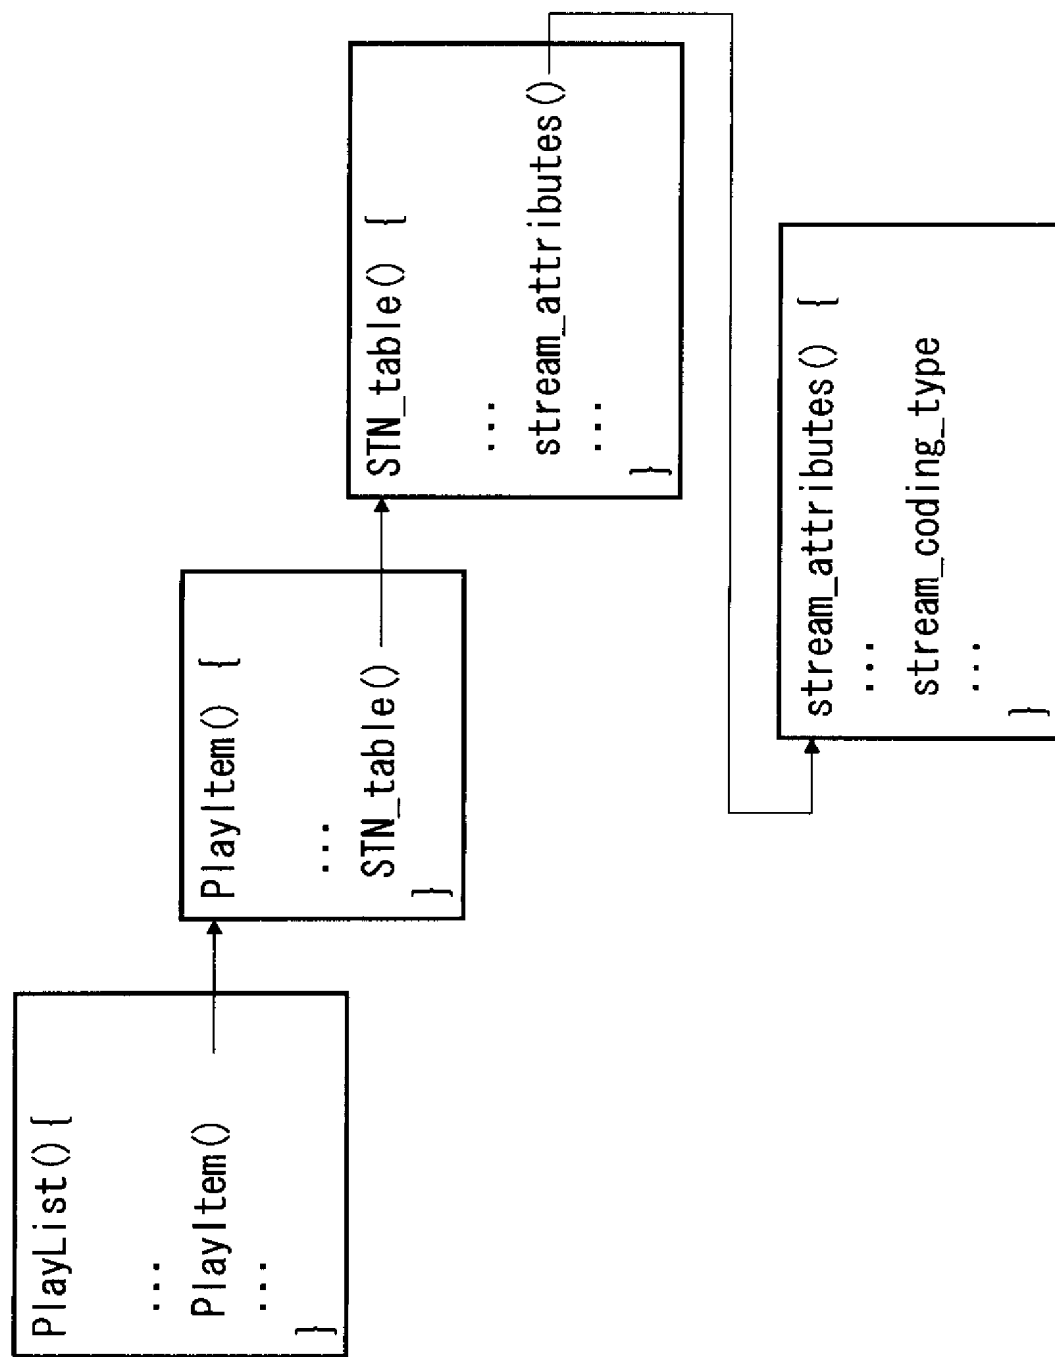 PlayList(){
...
PlayItem()
...
}
PlayItem() {
...
STN_table()
}
STN_table() {
...
stream_attributes()
...
}
stream_attributes() {
...
stream_coding_type
...
}